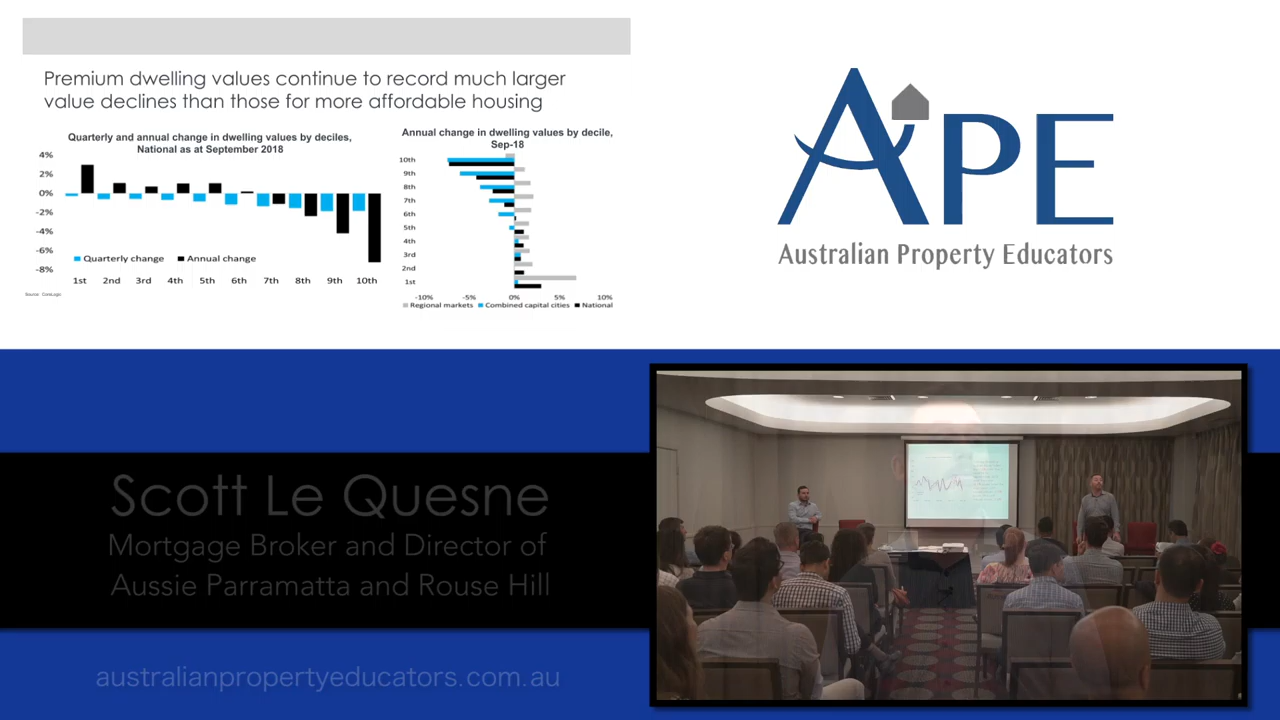 Premium dwelling values continue to record much larger
value declines than those for more affordable housing
Quarterly and annual change in dwelling values by deciles,
National as at September 2018
4%
2%
0%
-2%
-4%
-6%
-8%
Quarterly change
Annual change
1st 2nd 3rd 4th 5th 6th 7th 8th 9th 10th
Source: CoreLogic
Annual change in dwelling values by decile,
Sep-18
10th
9th
8th
7th
6th
5th
4th
3rd
2nd
1st
-10% -5% 0% 5% 10%
Regional markets
Combined capital cities
National
APE
Australian Property Educators
Scott Le Quesne
Mortgage Broker and Director of
Aussie Parramatta and Rouse Hill
australianpropertyeducators.com.au